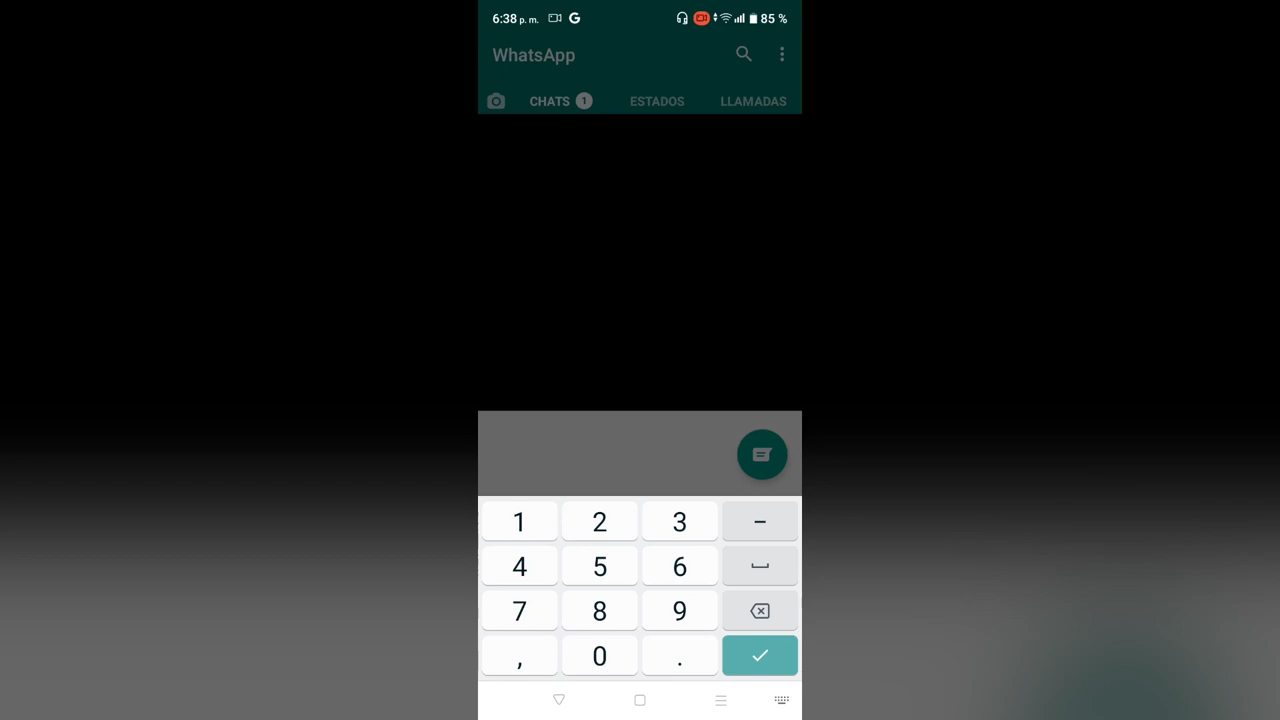 6:38 p. m. G 85 %
WhatsApp
CHATS 1 ESTADOS LLAMADAS
1 2 3 -
4 5 6
7 8 9
, 0 .